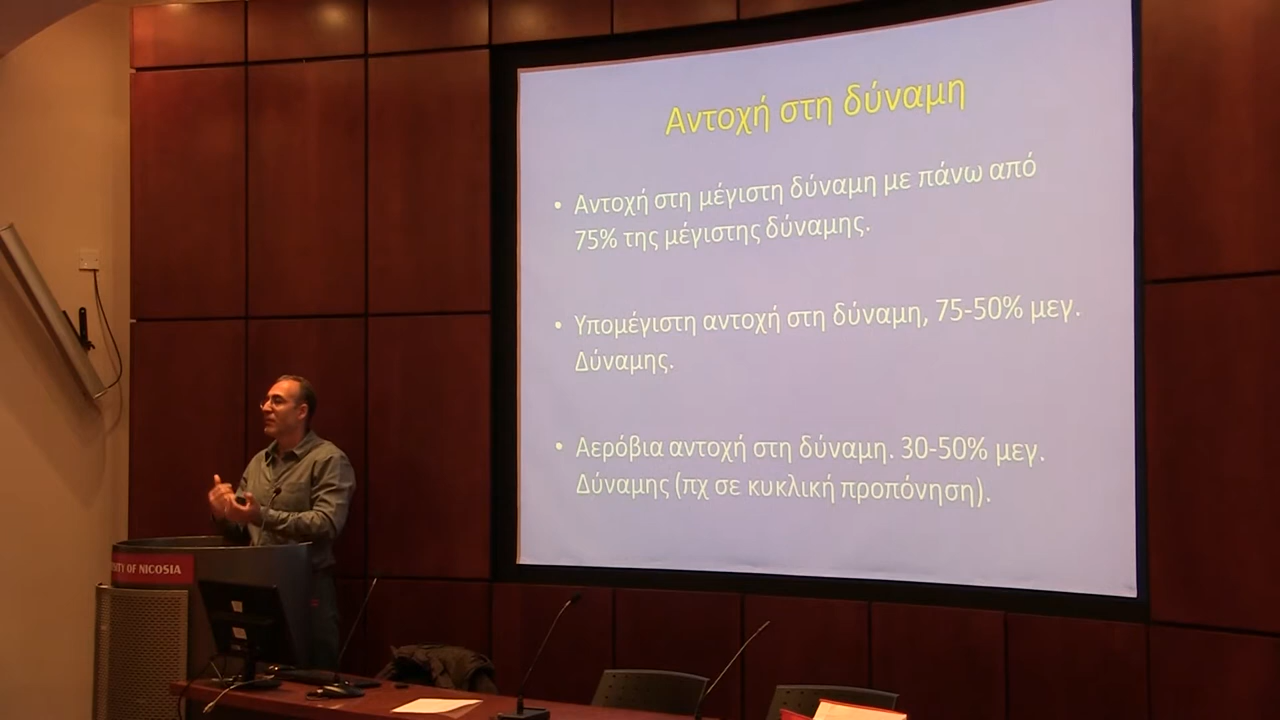 Αντοχή στη δύναμη
• Αντοχή στη μέγιστη δύναμη με πάνω από
75% της μέγιστης δύναμης.
• Υπομέγιστη αντοχή στη δύναμη, 75-50% μεγ.
Δύναμης.
• Αερόβια αντοχή στη δύναμη. 30-50% μεγ.
Δύναμης (πχ σε κυκλική προπόνηση).
OF NICOSIA